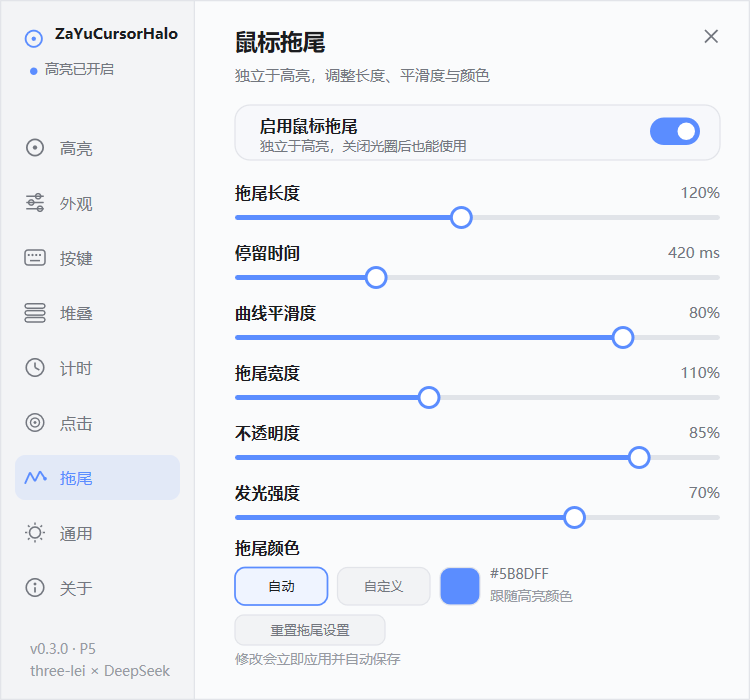 ZaYuCursorHalo
高亮已开启
高亮
外观
按键
堆叠
计时
点击
拖尾
通用
关于
v0.3.0 · P5
three-lei × DeepSeek
鼠标拖尾
独立于高亮，调整长度、平滑度与颜色
启用鼠标拖尾
独立于高亮，关闭光圈后也能使用
拖尾长度 120%
停留时间 420 ms
曲线平滑度 80%
拖尾宽度 110%
不透明度 85%
发光强度 70%
拖尾颜色
自动 自定义 #5B8DFF
跟随高亮颜色
重置拖尾设置
修改会立即应用并自动保存